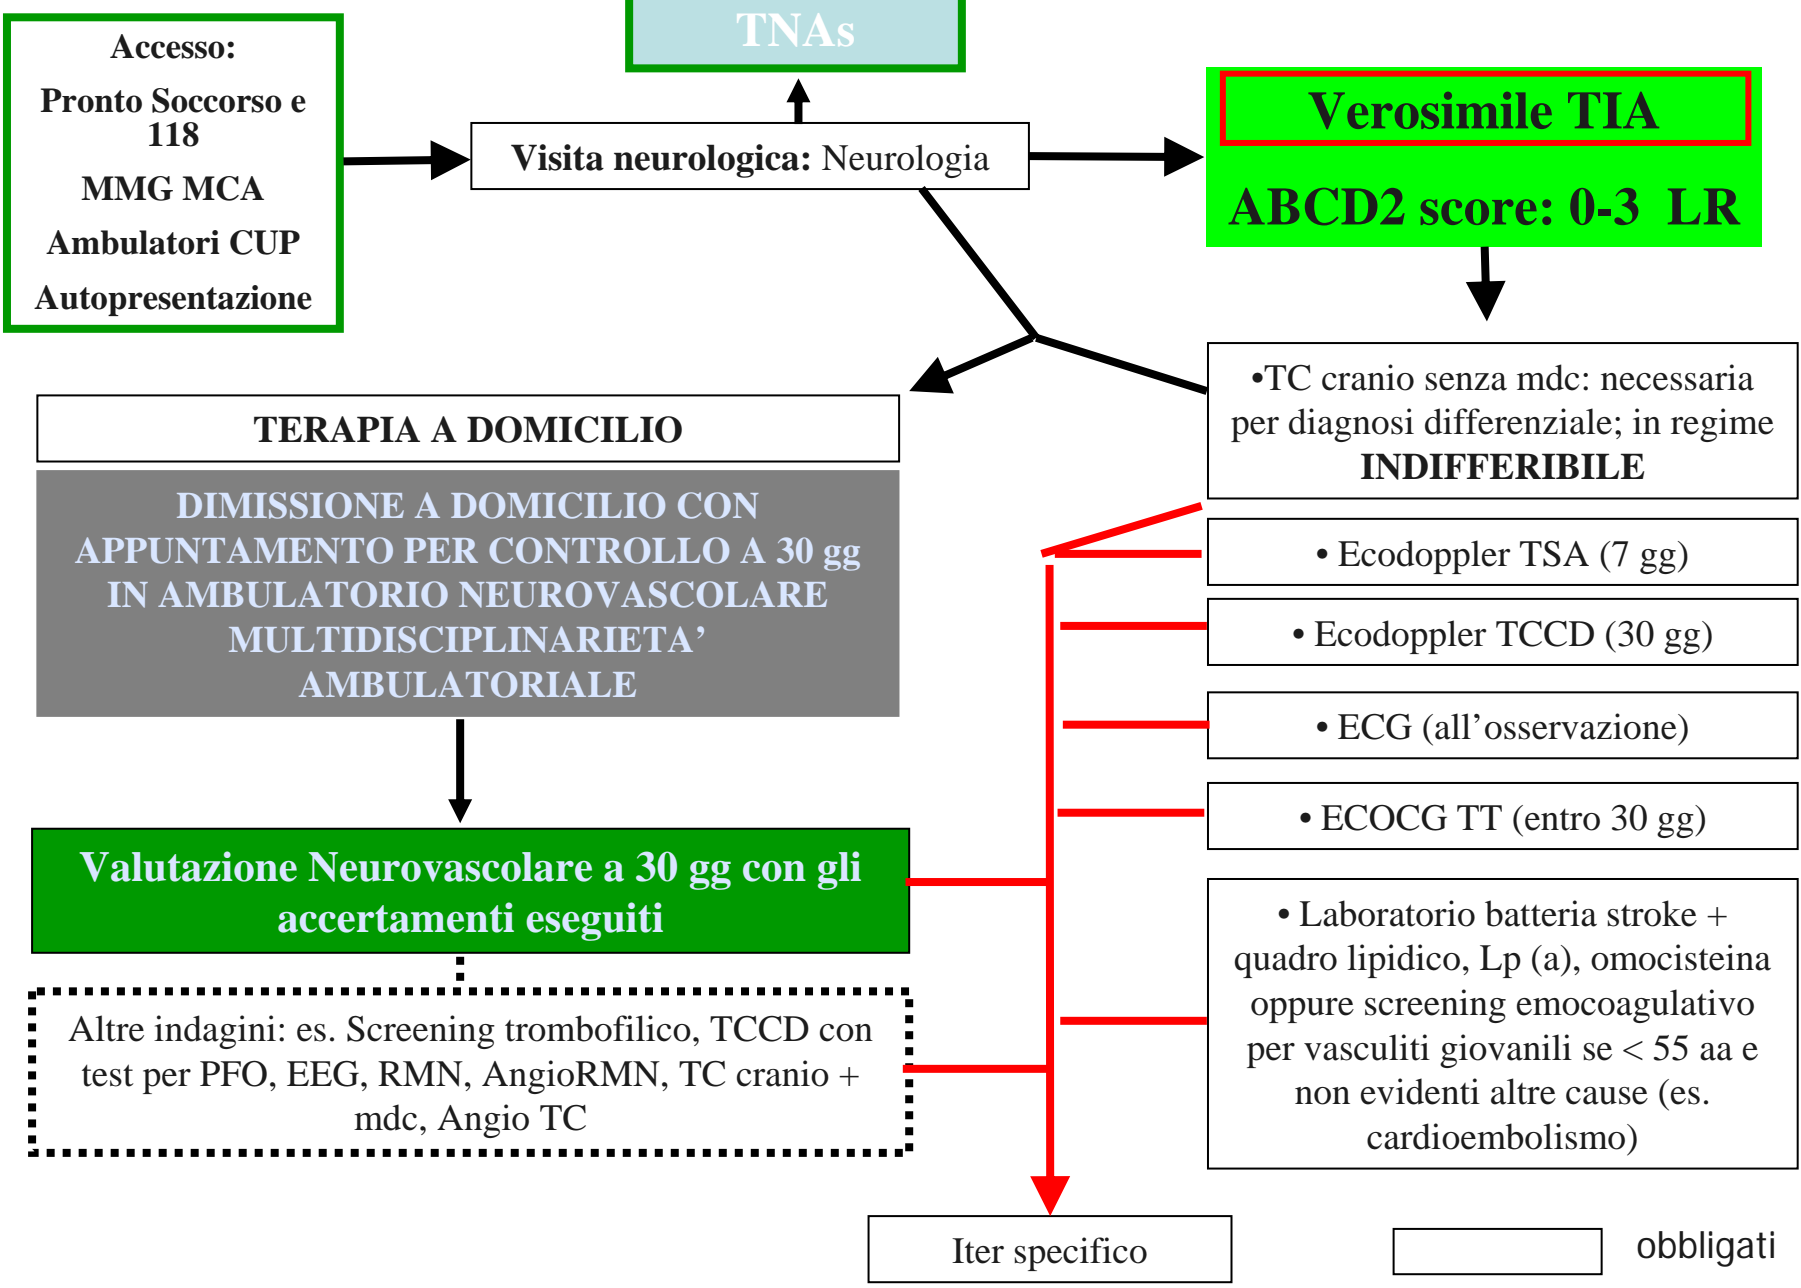 TNAs
Accesso:
Pronto Soccorso e
118
MMG MCA
Ambulatori CUP
Autopresentazione
Visita neurologica: Neurologia
Verosimile TIA
ABCD2 score: 0-3 LR
•TC cranio senza mdc: necessaria
per diagnosi differenziale; in regime
INDIFFERIBILE
TERAPIA A DOMICILIO
DIMISSIONE A DOMICILIO CON
APPUNTAMENTO PER CONTROLLO A 30 gg
IN AMBULATORIO NEUROVASCOLARE
MULTIDISCIPLINARIETA’
AMBULATORIALE
• Ecodoppler TSA (7 gg)
• Ecodoppler TCCD (30 gg)
• ECG (all’osservazione)
• ECOCG TT (entro 30 gg)
Valutazione Neurovascolare a 30 gg con gli
accertamenti eseguiti
• Laboratorio batteria stroke +
quadro lipidico, Lp (a), omocisteina
oppure screening emocoagulativo
per vasculiti giovanili se < 55 aa e
non evidenti altre cause (es.
cardioembolismo)
Altre indagini: es. Screening trombofilico, TCCD con
test per PFO, EEG, RMN, AngioRMN, TC cranio +
mdc, Angio TC
Iter specifico
obbligati